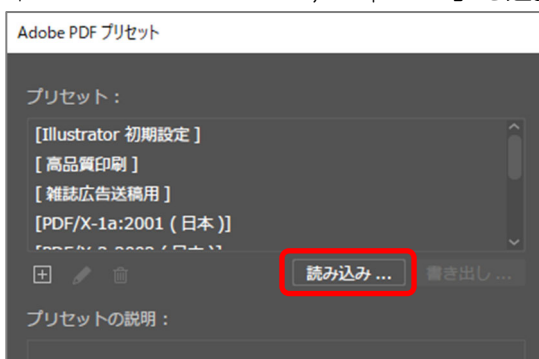 Adobe PDF プリセット
プリセット：
[Illustrator 初期設定 ]
[ 高品質印刷 ]
[ 雑誌広告送稿用 ]
[PDF/X-1a:2001 ( 日本 )]
読み込み ...
書き出し ...
プリセットの説明：